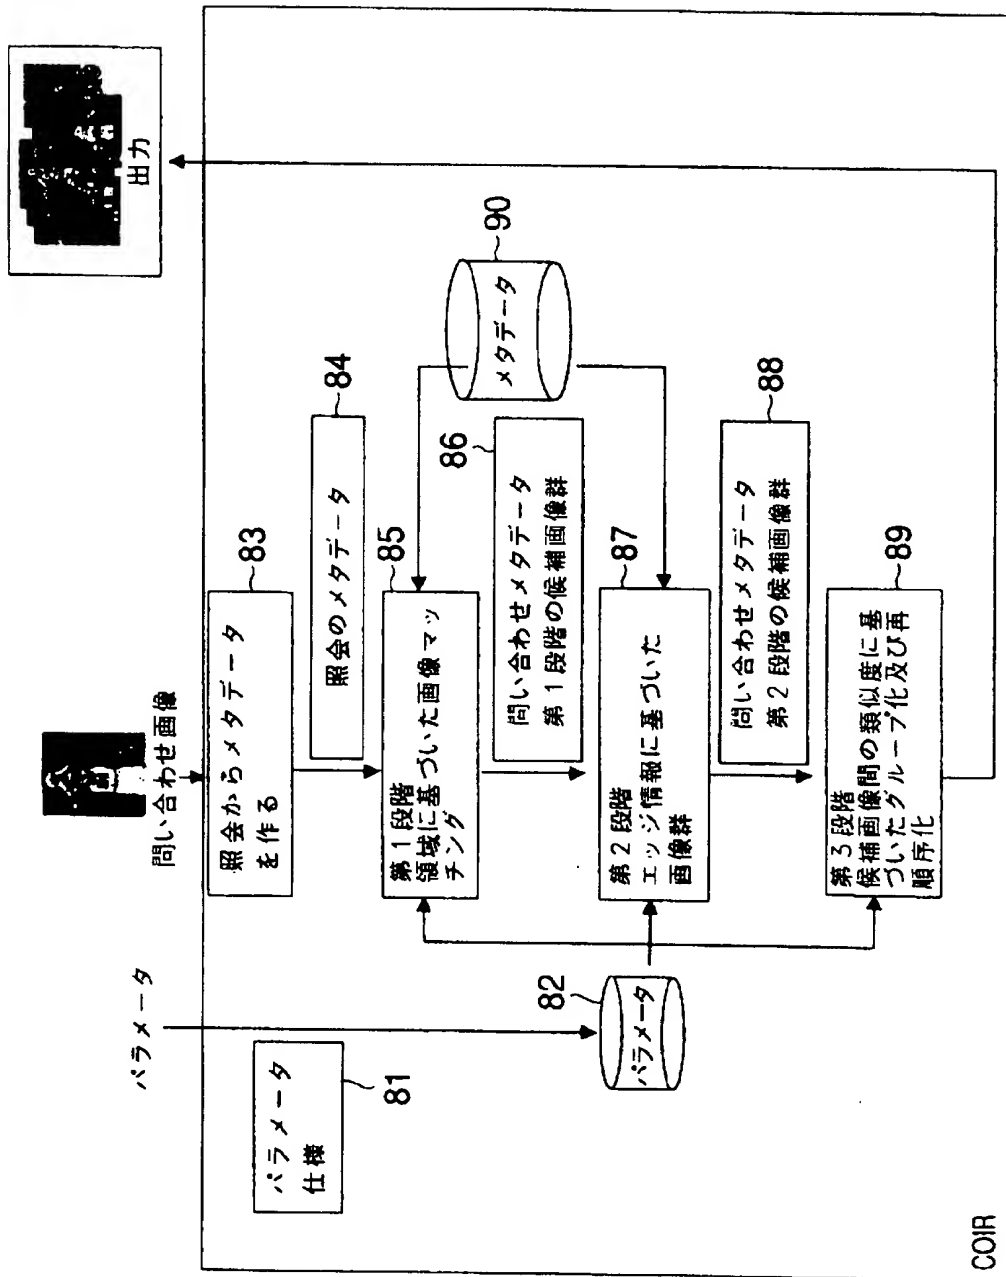 問い合わせ画像
パラメータ
パラメータ
仕様
81
照会からメタデータ
を作る
83
照会のメタデータ
84
第1段階
領域に基づいた画像マッ
チング
85
問い合わせメタデータ
第1段階の候補画像群
86
パラメータ
82
第2段階
エッジ情報に基づいた
画像群
87
メタデータ
90
問い合わせメタデータ
第2段階の候補画像群
88
第3段階
候補画像間の類似度に基
づいたグループ化及び再
順序化
89
出力
COIR